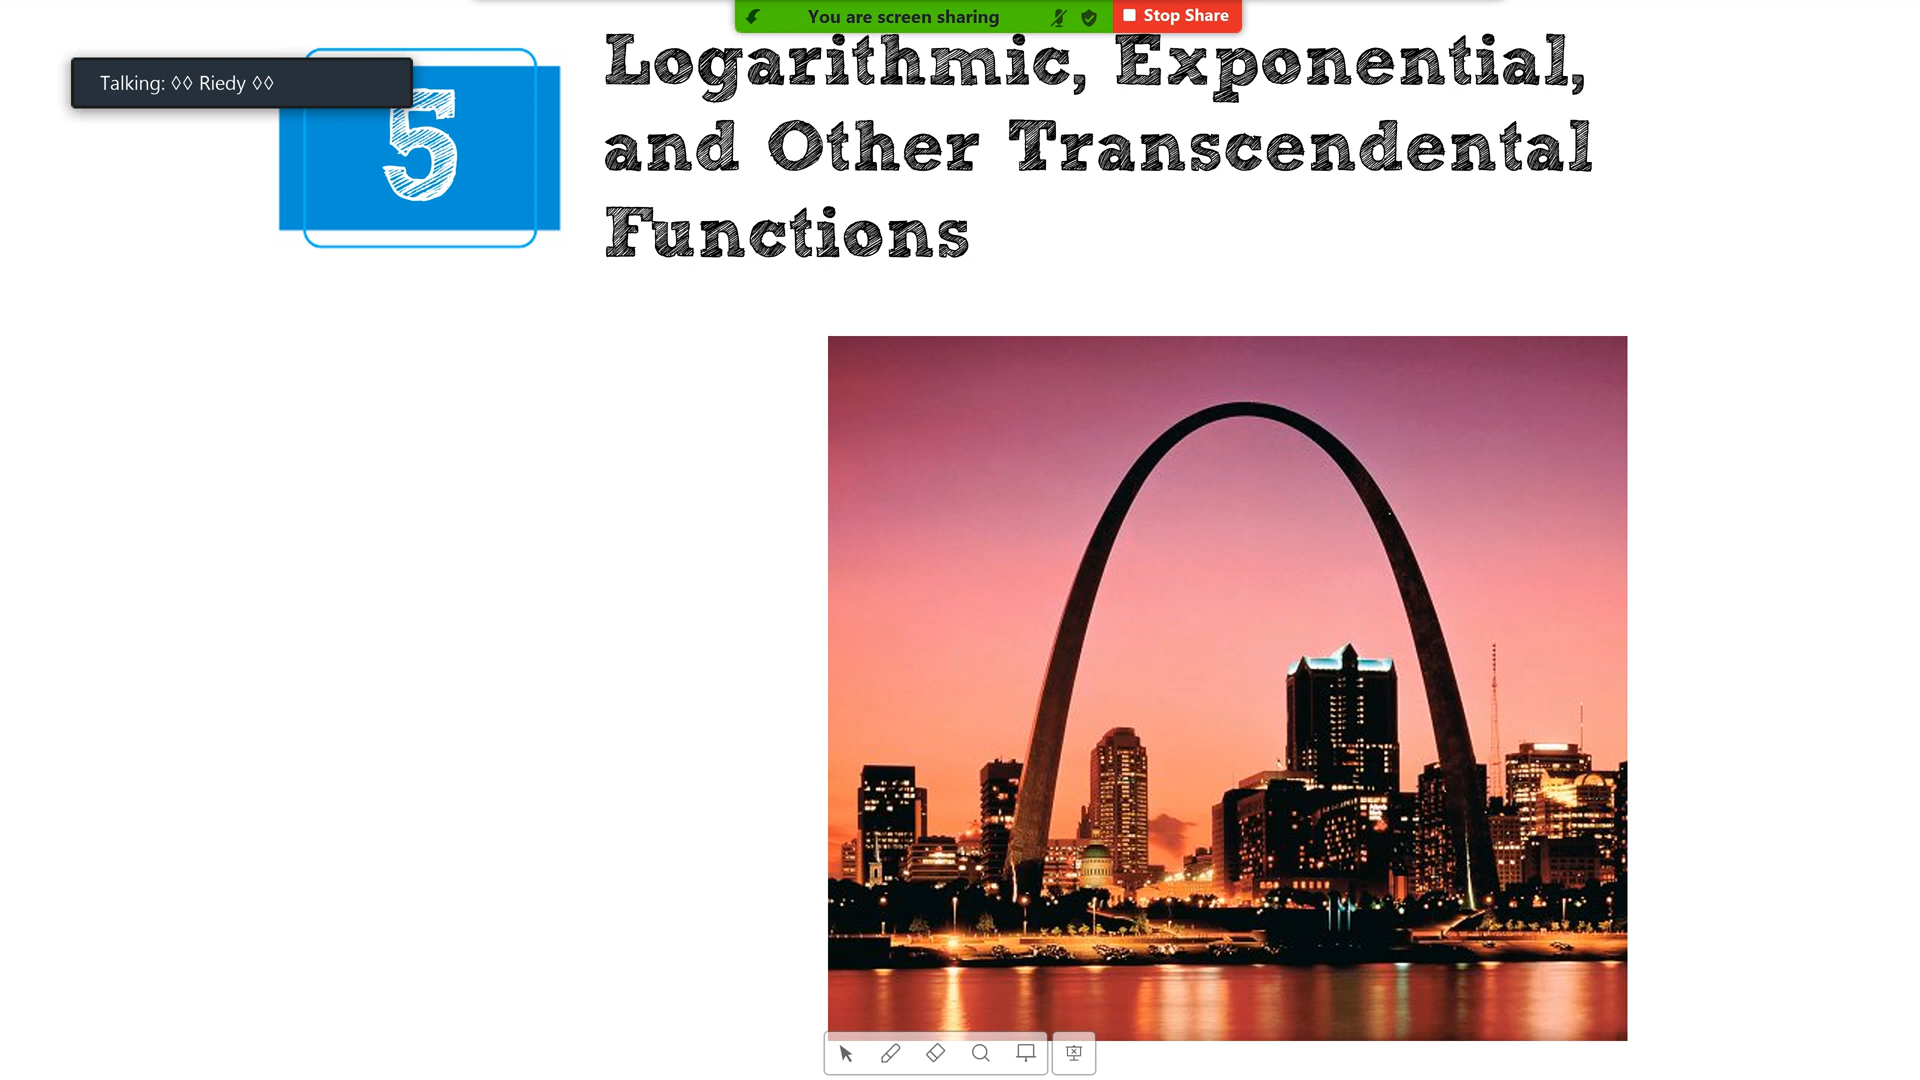 You are screen sharing
Stop Share
Talking: ◊◊ Riedy ◊◊
5
Logarithmic, Exponential,
and Other Transcendental
Functions